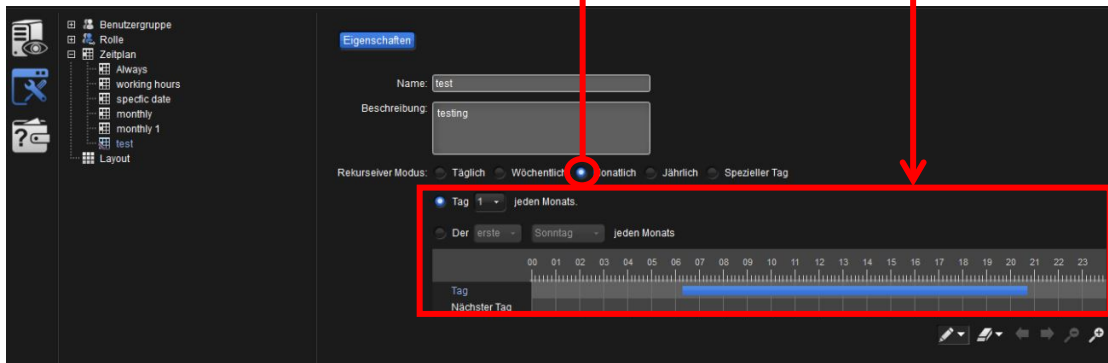 Benutzergruppe
Rolle
Zeitplan
Always
working hours
specfic date
monthly
monthly 1
test
Layout
Eigenschaften
Name: test
Beschreibung: testing
Rekurseiver Modus: Täglich Wöchentlich Monatlich Jährlich Spezieller Tag
Tag 1 jeden Monats.
Der erste Sonntag jeden Monats
00 01 02 03 04 05 06 07 08 09 10 11 12 13 14 15 16 17 18 19 20 21 22 23
Tag
Nächster Tag